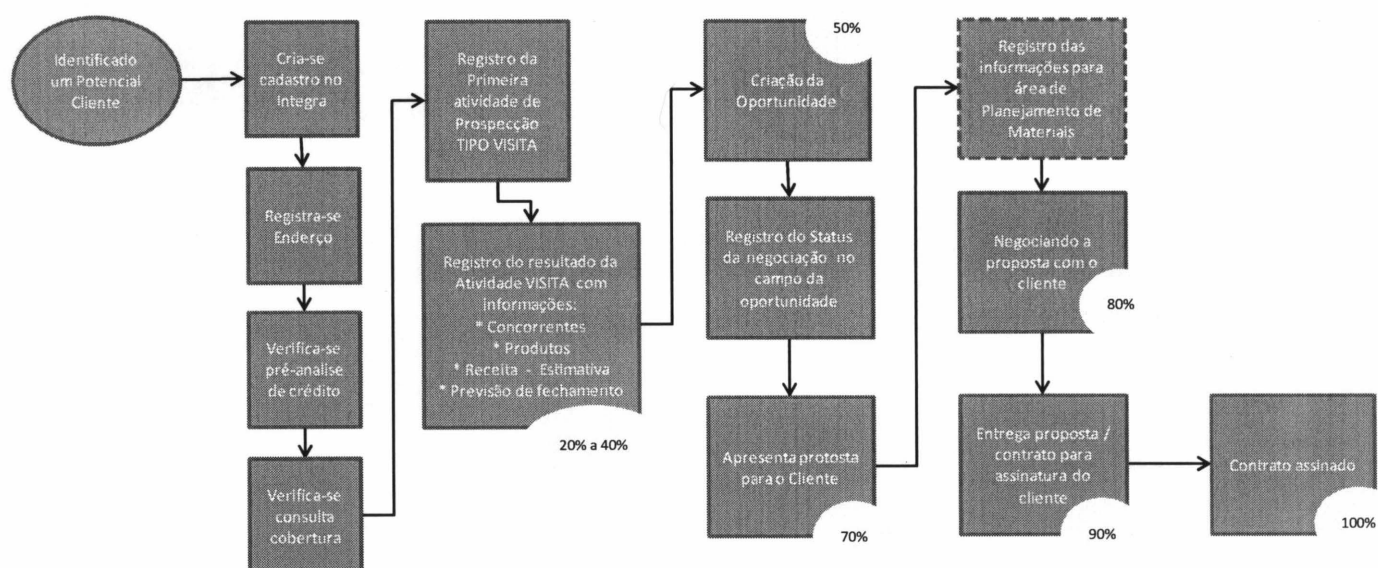 Identificado
um Potencial
Cliente
Cria-se
cadastro no
Integra
Registra-se
Enderço
Verifica-se
pré-analise
de crédito
Verifica-se
consulta
cobertura
Registro da
Primeira
atividade de
Prospecção
TIPO VISITA
Registro do resultado da
Atividade VISITA com
informações:
* Concorrentes
* Produtos
* Receita - Estimativa
* Previsão de fechamento
20% a 40%
50%
Criação da
Oportunidade
Registro do Status
da negociação no
campo da
oportunidade
Apresenta protosta
para o Cliente
70%
Registro das
informações para
área de
Planejamento de
Materiais
Negociando a
proposta com o
cliente
80%
Entrega proposta /
contrato para
assinatura do
cliente
90%
Contrato assinado
100%